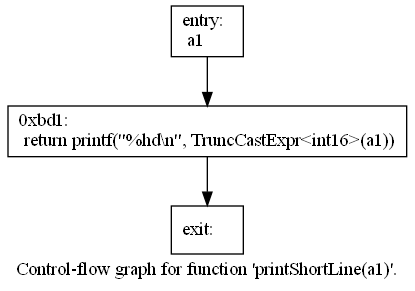 entry:
a1
0xbd1:
return printf("%hd\n", TruncCastExpr<int16>(a1))
exit:
Control-flow graph for function 'printShortLine(a1)'.